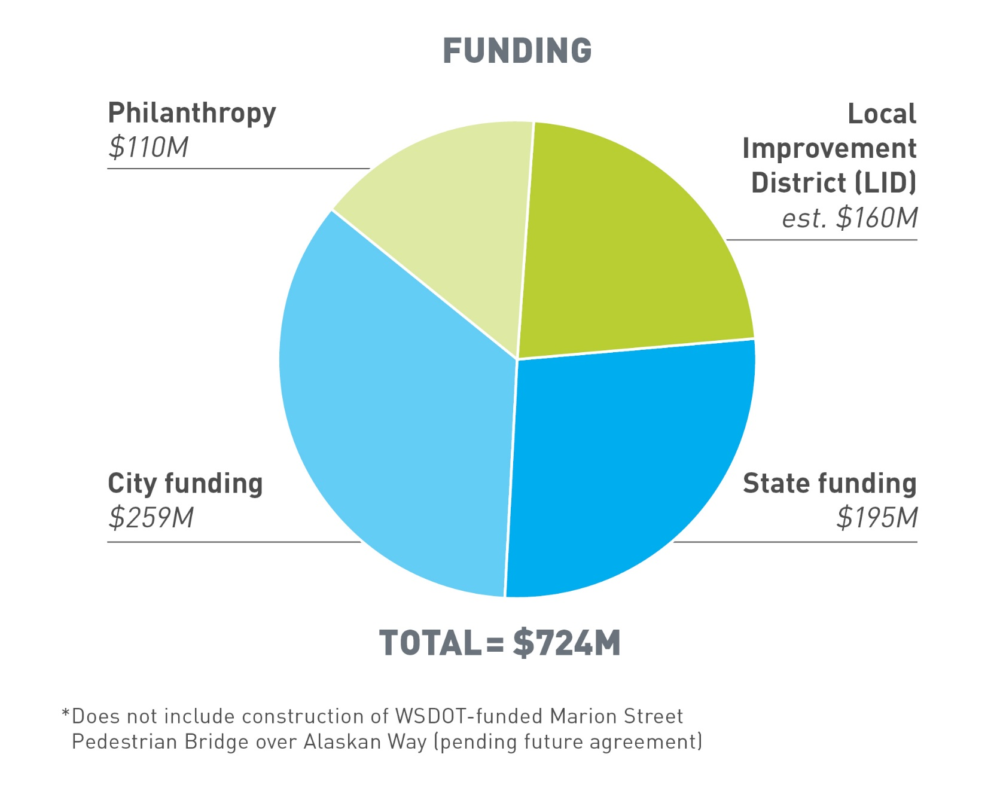 FUNDING
Philanthropy
$110M
Local
Improvement
District (LID)
est. $160M
City funding
$259M
State funding
$195M
TOTAL = $724M
*Does not include construction of WSDOT-funded Marion Street
Pedestrian Bridge over Alaskan Way (pending future agreement)